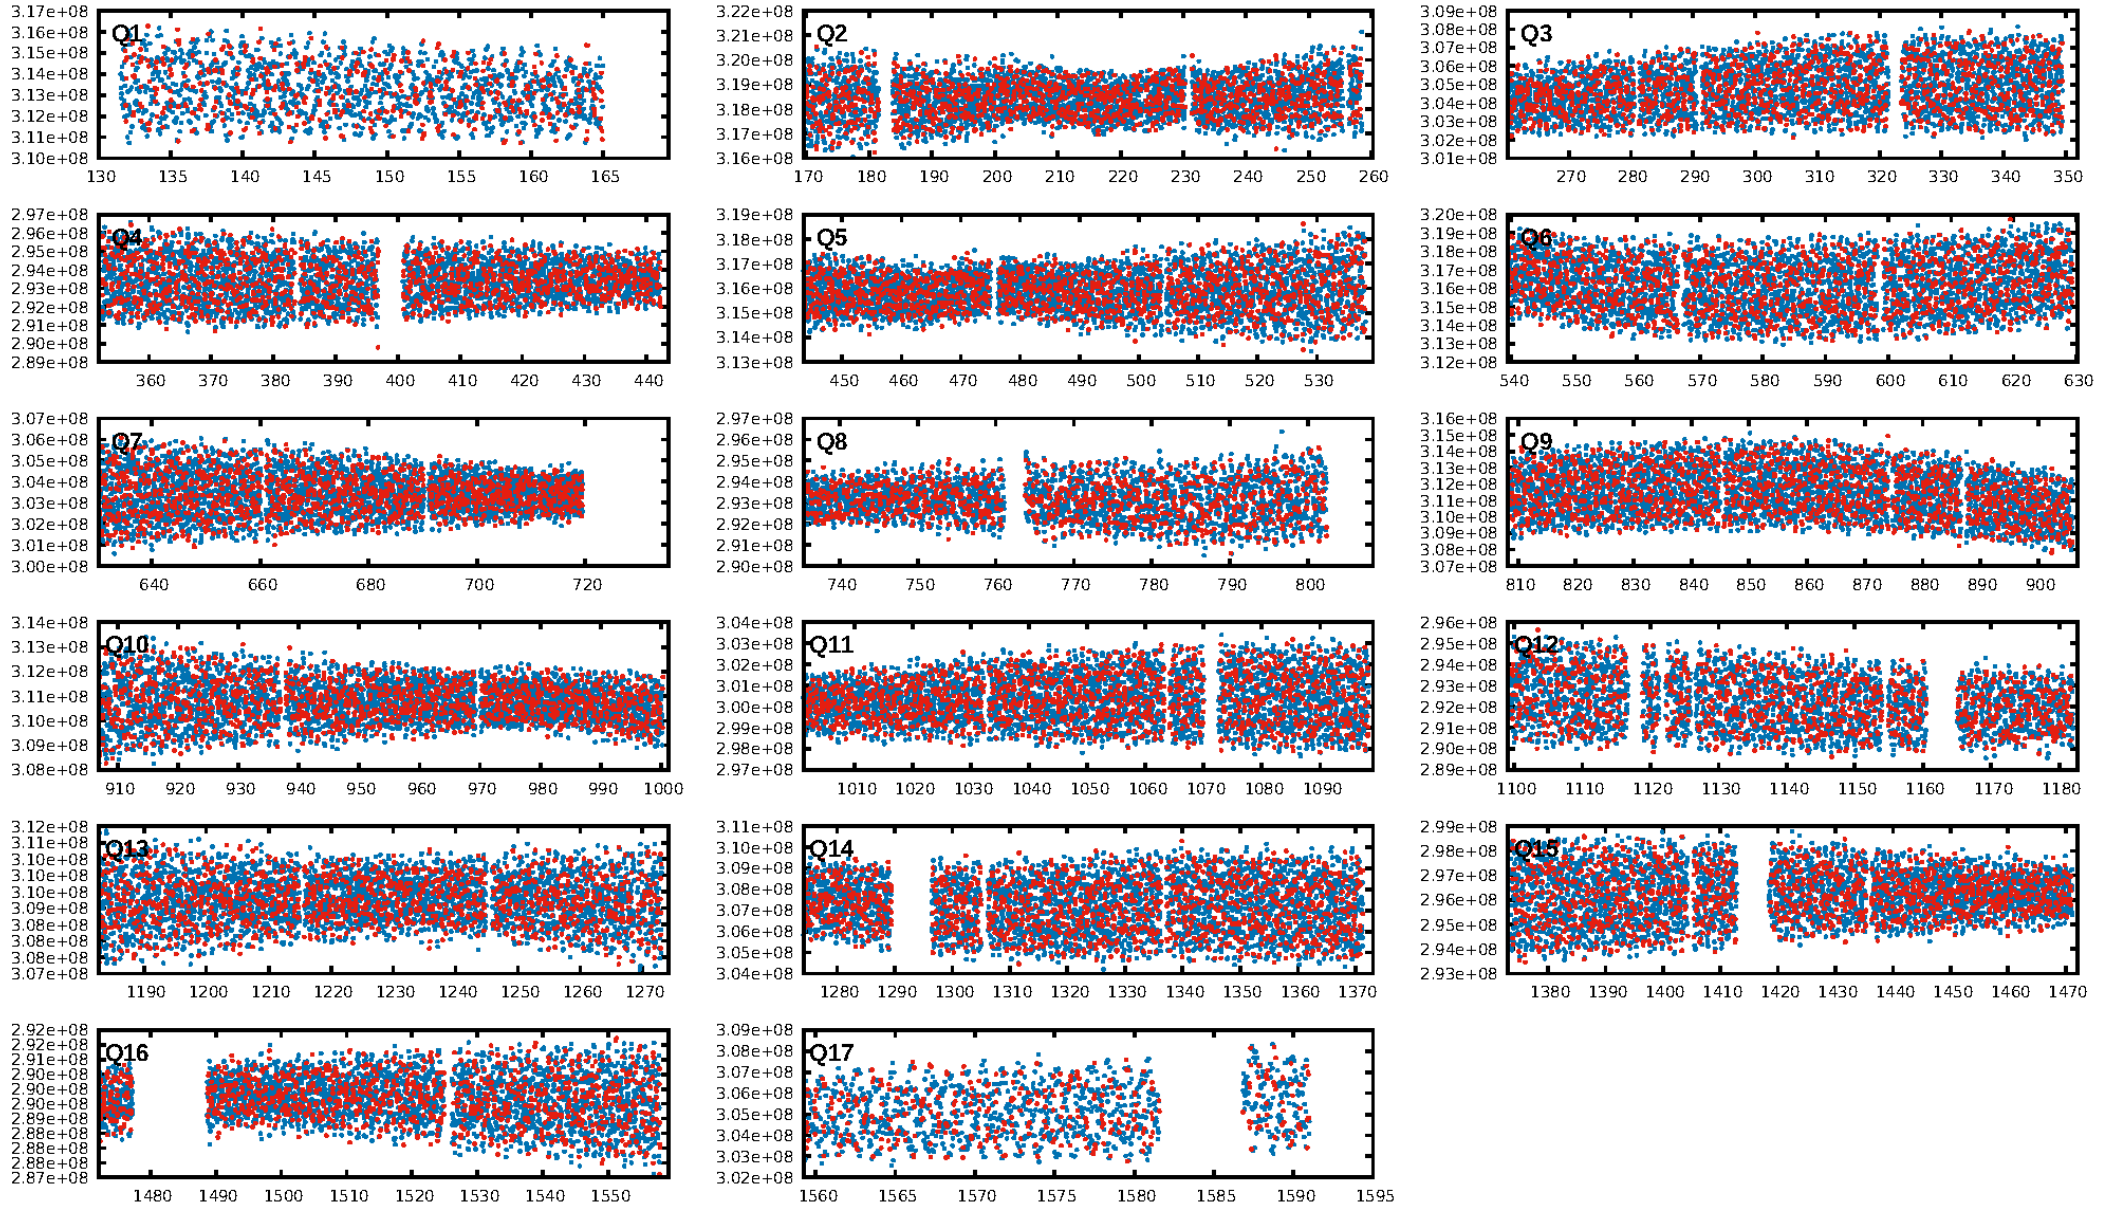 Q1
3.17e+08
3.16e+08
3.15e+08
3.14e+08
3.13e+08
3.12e+08
3.11e+08
3.10e+08
130 135 140 145 150 155 160 165
Q2
3.22e+08
3.21e+08
3.20e+08
3.19e+08
3.18e+08
3.17e+08
3.16e+08
170 180 190 200 210 220 230 240 250 260
Q3
3.09e+08
3.08e+08
3.07e+08
3.06e+08
3.05e+08
3.04e+08
3.03e+08
3.02e+08
3.01e+08
270 280 290 300 310 320 330 340 350
Q4
2.97e+08
2.96e+08
2.95e+08
2.94e+08
2.93e+08
2.92e+08
2.91e+08
2.90e+08
2.89e+08
360 370 380 390 400 410 420 430 440
Q5
3.19e+08
3.18e+08
3.17e+08
3.16e+08
3.15e+08
3.14e+08
3.13e+08
450 460 470 480 490 500 510 520 530
Q6
3.20e+08
3.19e+08
3.18e+08
3.17e+08
3.16e+08
3.15e+08
3.14e+08
3.13e+08
3.12e+08
540 550 560 570 580 590 600 610 620 630
Q7
3.07e+08
3.06e+08
3.05e+08
3.04e+08
3.03e+08
3.02e+08
3.01e+08
3.00e+08
640 660 680 700 720
Q8
2.97e+08
2.96e+08
2.95e+08
2.94e+08
2.93e+08
2.92e+08
2.91e+08
2.90e+08
740 750 760 770 780 790 800
Q9
3.16e+08
3.15e+08
3.14e+08
3.13e+08
3.12e+08
3.11e+08
3.10e+08
3.09e+08
3.08e+08
3.07e+08
810 820 830 840 850 860 870 880 890 900
Q10
3.14e+08
3.13e+08
3.12e+08
3.11e+08
3.10e+08
3.09e+08
3.08e+08
910 920 930 940 950 960 970 980 990 1000
Q11
3.04e+08
3.03e+08
3.02e+08
3.01e+08
3.00e+08
2.99e+08
2.98e+08
2.97e+08
1010 1020 1030 1040 1050 1060 1070 1080 1090
Q12
2.96e+08
2.95e+08
2.94e+08
2.93e+08
2.92e+08
2.91e+08
2.90e+08
2.89e+08
1100 1110 1120 1130 1140 1150 1160 1170 1180
Q13
3.12e+08
3.11e+08
3.10e+08
3.10e+08
3.09e+08
3.08e+08
3.08e+08
3.08e+08
3.07e+08
1190 1200 1210 1220 1230 1240 1250 1260 1270
Q14
3.11e+08
3.10e+08
3.09e+08
3.08e+08
3.07e+08
3.06e+08
3.05e+08
3.04e+08
1280 1290 1300 1310 1320 1330 1340 1350 1360 1370
Q15
2.99e+08
2.98e+08
2.97e+08
2.96e+08
2.95e+08
2.94e+08
2.93e+08
1380 1390 1400 1410 1420 1430 1440 1450 1460 1470
Q16
2.92e+08
2.92e+08
2.91e+08
2.90e+08
2.90e+08
2.90e+08
2.89e+08
2.88e+08
2.88e+08
2.88e+08
2.87e+08
1480 1490 1500 1510 1520 1530 1540 1550
Q17
3.09e+08
3.08e+08
3.07e+08
3.06e+08
3.05e+08
3.04e+08
3.03e+08
3.02e+08
1560 1565 1570 1575 1580 1585 1590 1595